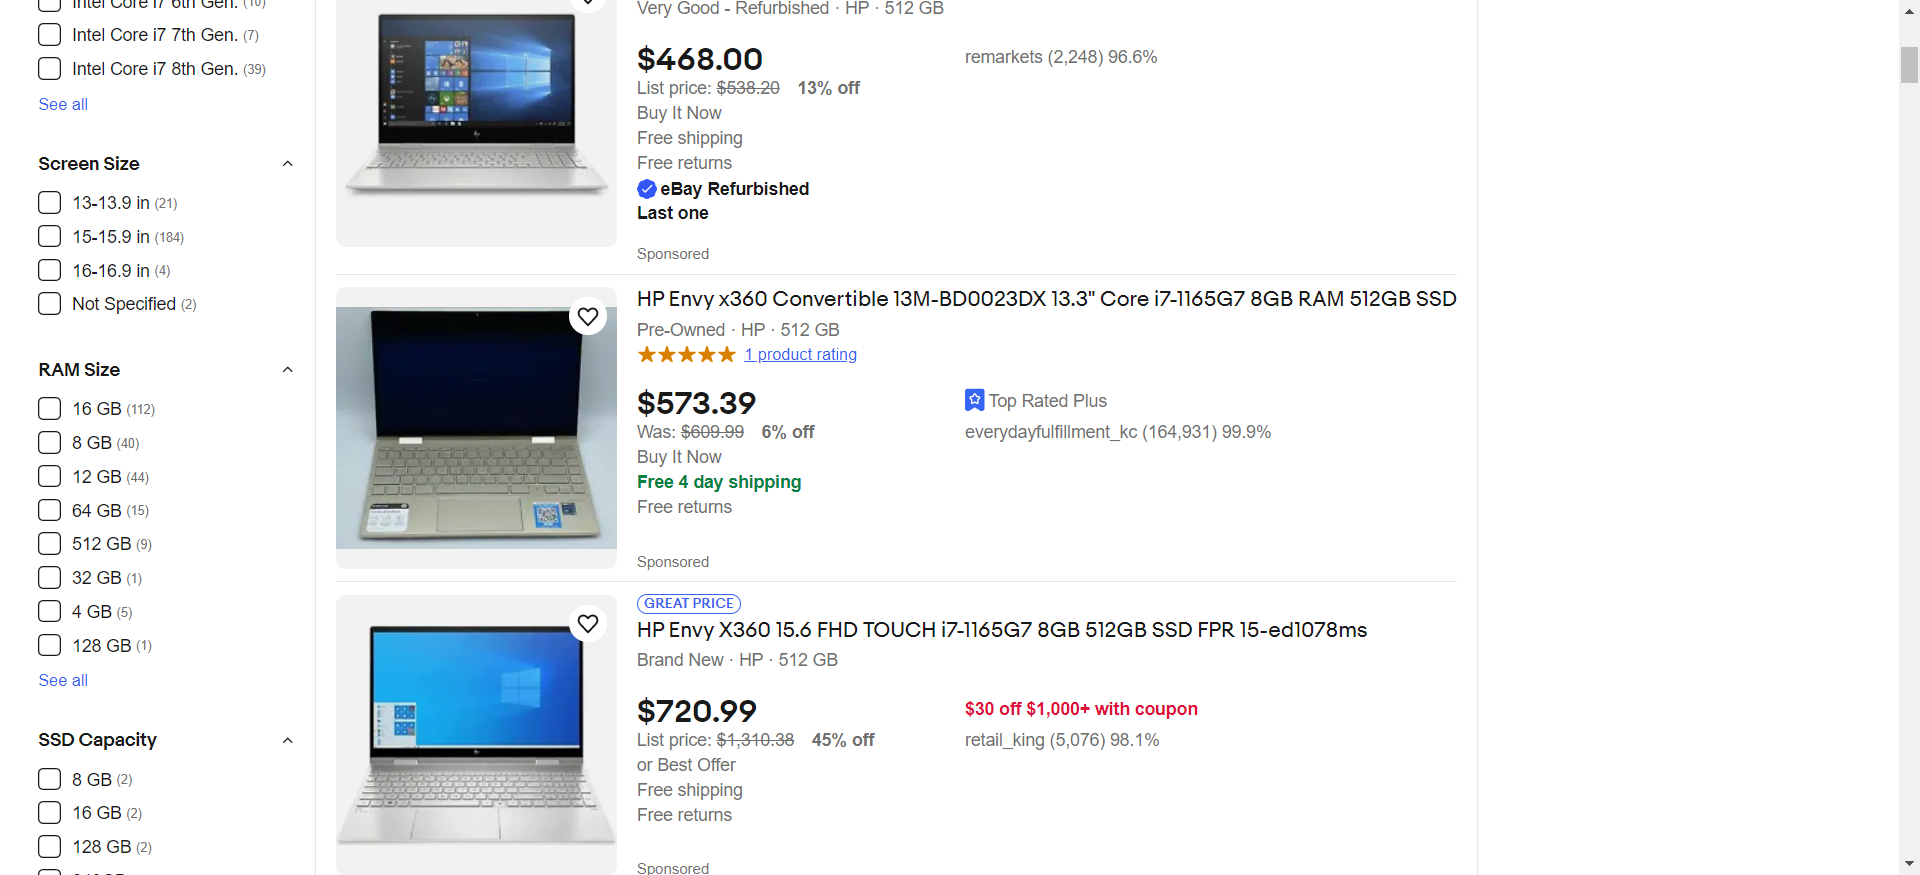 Intel Core i7 6th Gen. (10)
Intel Core i7 7th Gen. (7)
Intel Core i7 8th Gen. (39)
See all
Screen Size
13-13.9 in (21)
15-15.9 in (184)
16-16.9 in (4)
Not Specified (2)
RAM Size
16 GB (112)
8 GB (40)
12 GB (44)
64 GB (15)
512 GB (9)
32 GB (1)
4 GB (5)
128 GB (1)
See all
SSD Capacity
8 GB (2)
16 GB (2)
128 GB (2)
Very Good - Refurbished · HP · 512 GB
$468.00
remarkets (2,248) 96.6%
List price: $538.20 13% off
Buy It Now
Free shipping
Free returns
eBay Refurbished
Last one
Sponsored
HP Envy x360 Convertible 13M-BD0023DX 13.3" Core i7-1165G7 8GB RAM 512GB SSD
Pre-Owned · HP · 512 GB
1 product rating
$573.39
Top Rated Plus
Was: $609.99 6% off
everydayfulfillment_kc (164,931) 99.9%
Buy It Now
Free 4 day shipping
Free returns
Sponsored
GREAT PRICE
HP Envy X360 15.6 FHD TOUCH i7-1165G7 8GB 512GB SSD FPR 15-ed1078ms
Brand New · HP · 512 GB
$720.99
$30 off $1,000+ with coupon
List price: $1,310.38 45% off
retail_king (5,076) 98.1%
or Best Offer
Free shipping
Free returns
Sponsored